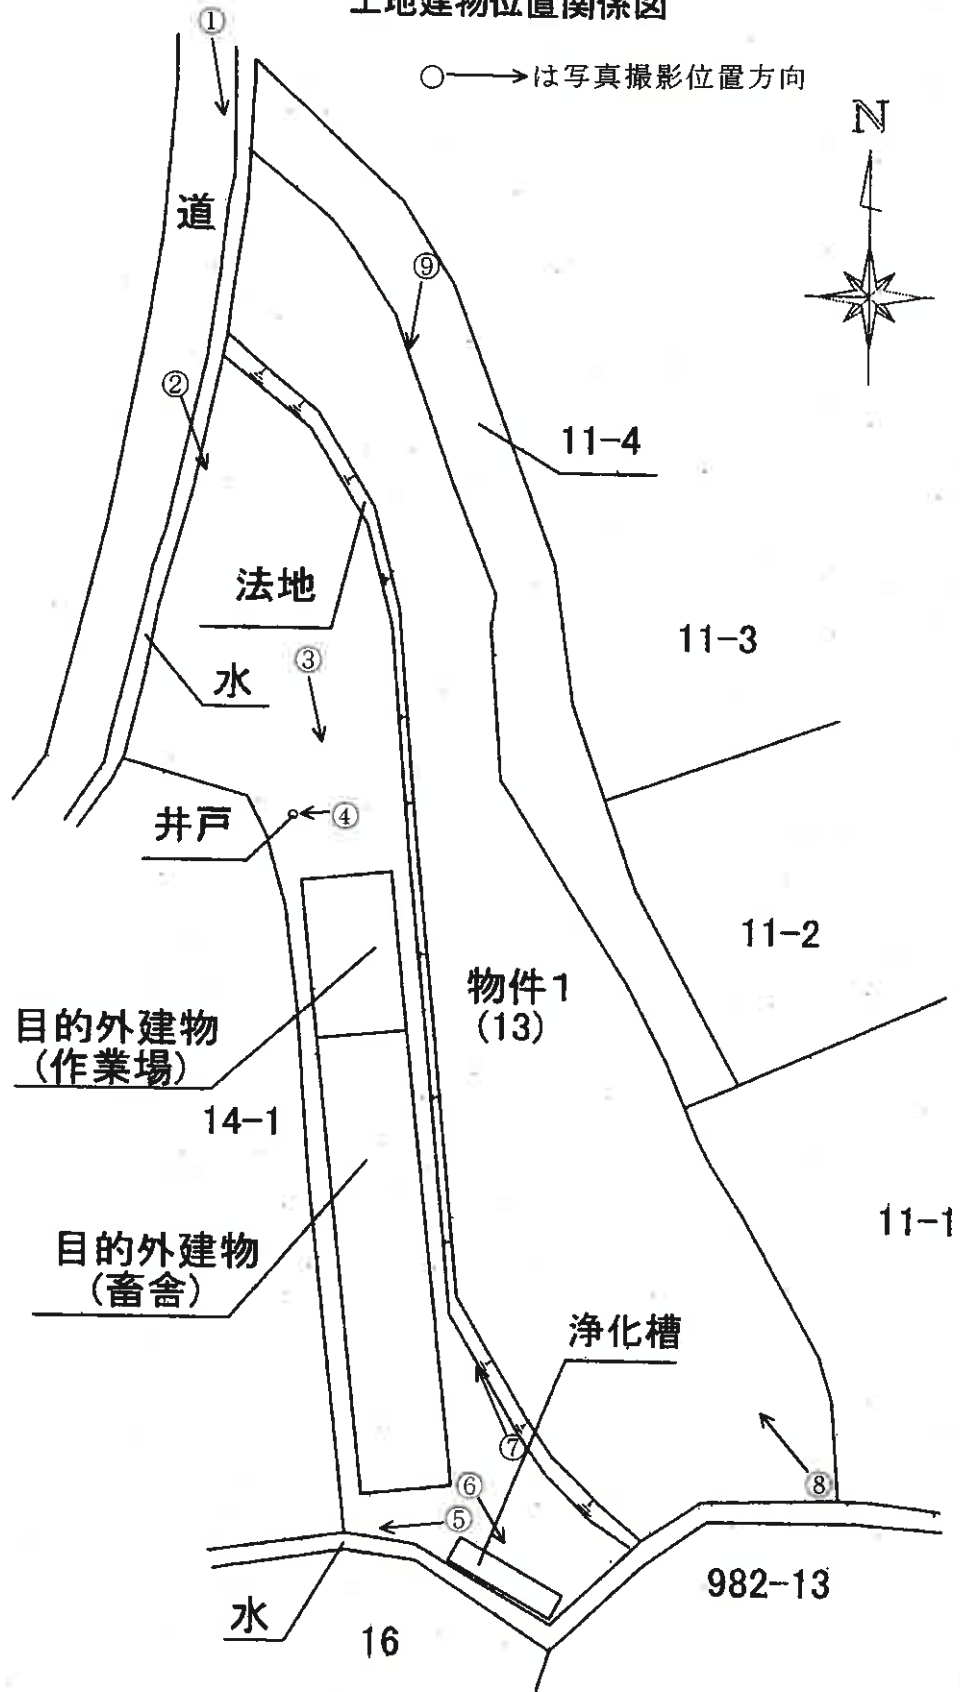 土地建物位置関係図
①
○→は写真撮影位置方向
N
道
⑨
②
11-4
法地
11-3
③
水
井戸
④
11-2
物件1
(13)
目的外建物
(作業場)
14-1
11-1
目的外建物
(畜舎)
浄化槽
⑦
⑥
⑧
⑤
982-13
水
16